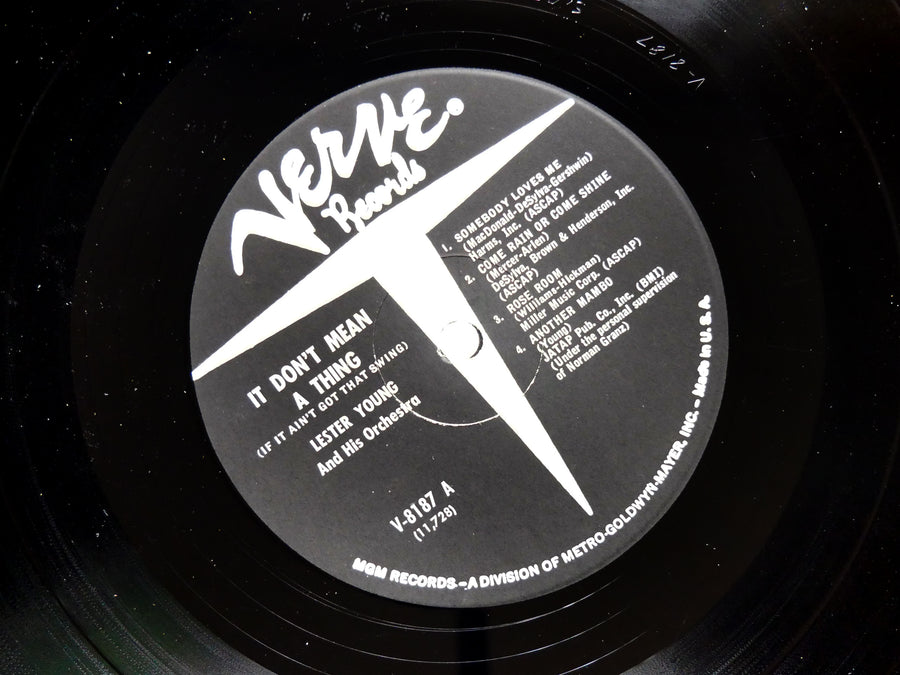 Verve.
Records
IT DON'T MEAN
A THING
(IF IT AIN'T GOT THAT SWING)
LESTER YOUNG
And His Orchestra
V-8187 A
(11,728)
1. SOMEBODY LOVES ME
(MacDonald-DeSylva-Gershwin)
Harms, Inc. (ASCAP)
2. COME RAIN OR COME SHINE
(Mercer-Arlen)
DeSylva, Brown & Henderson, Inc.
(ASCAP)
3. ROSE ROOM
(Williams-Hickman)
Miller Music Corp. (ASCAP)
4. ANOTHER MAMBO
(Young)
JATAP Pub. Co., Inc. (BMI)
(Under the personal supervision
of Norman Granz)
MGM RECORDS—A DIVISION OF METRO-GOLDWYN-MAYER, INC. – Made in U. S. A.